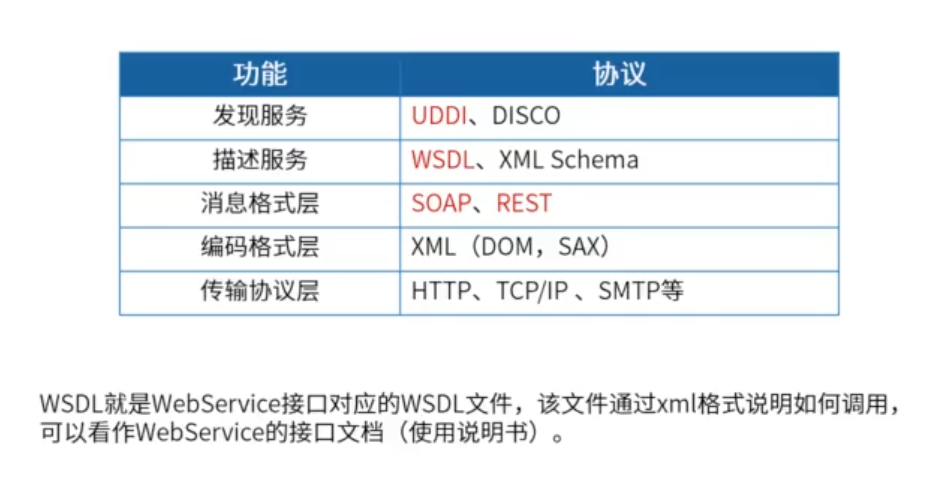 功能 协议
发现服务 UDDI、DISCO
描述服务 WSDL、XML Schema
消息格式层 SOAP、REST
编码格式层 XML（DOM，SAX）
传输协议层 HTTP、TCP/IP 、SMTP等
WSDL就是WebService接口对应的WSDL文件，该文件通过xml格式说明如何调用，
可以看作WebService的接口文档（使用说明书）。